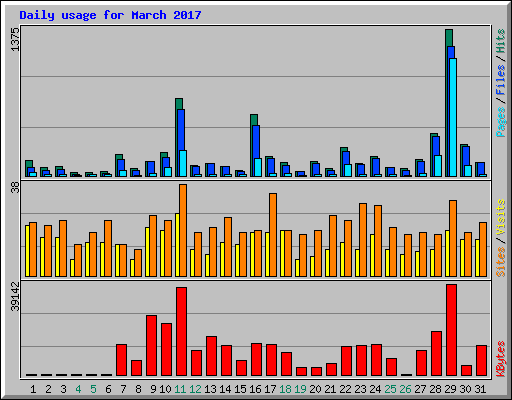 Daily usage for March 2017
1375
38
39142
Pages / Files / Hits
Sites / Visits
KBytes
1 2 3 4 5 6 7 8 9 10 11 12 13 14 15 16 17 18 19 20 21 22 23 24 25 26 27 28 29 30 31